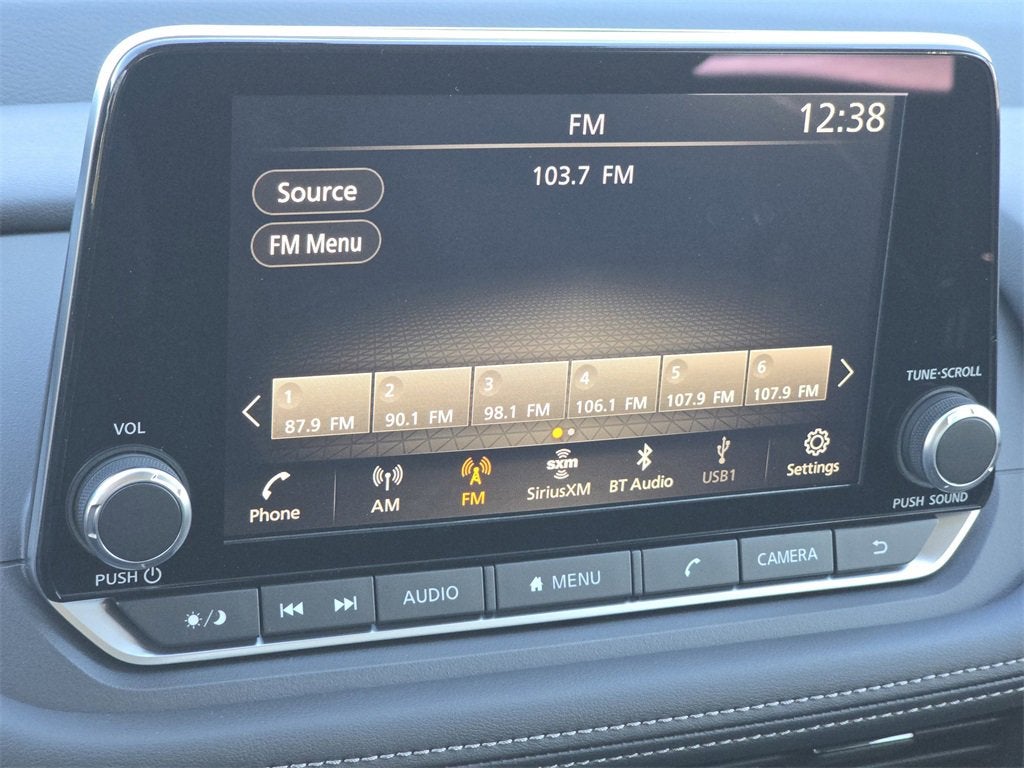 FM
12:38
103.7 FM
Source
FM Menu
1
2
3
4
5
6
87.9 FM
90.1 FM
98.1 FM
106.1 FM
107.9 FM
107.9 FM
VOL
TUNE·SCROLL
Phone
AM
FM
sxm
SiriusXM
BT Audio
USB1
Settings
PUSH
PUSH SOUND
AUDIO
MENU
CAMERA